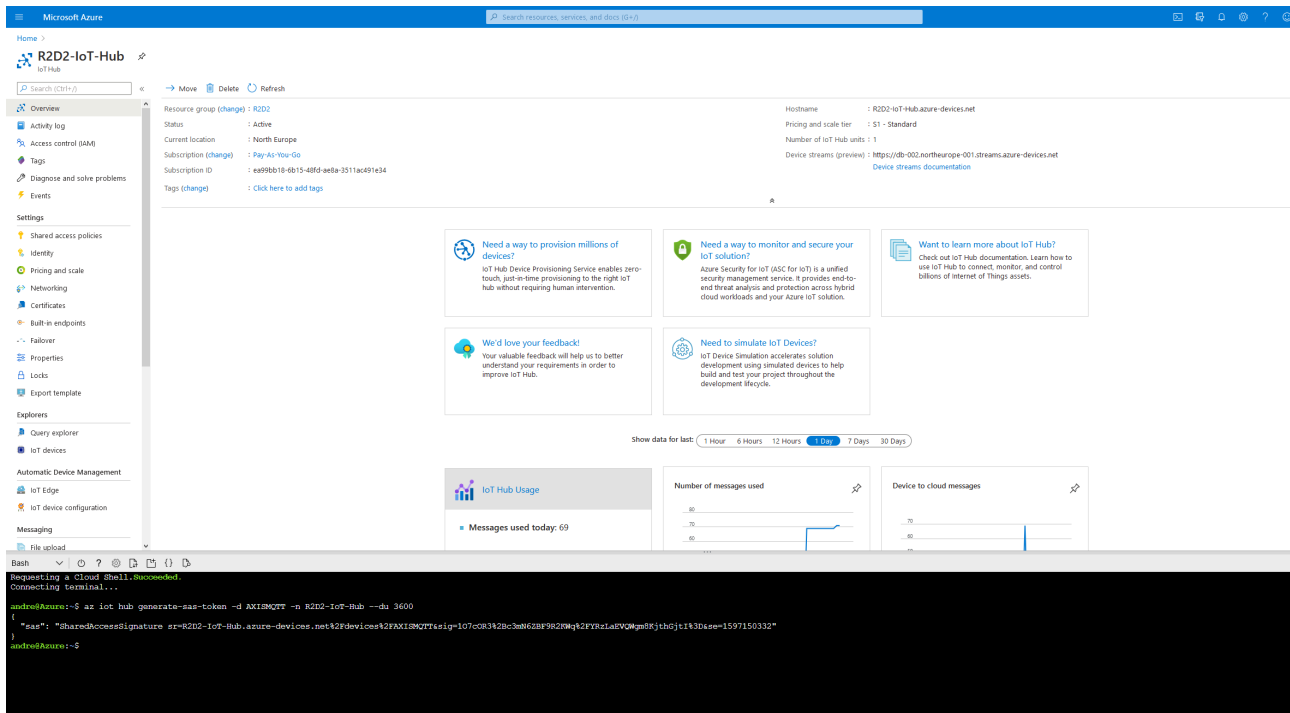 Microsoft Azure
Search resources, services, and docs (G+/)
Home >
R2D2-IoT-Hub
IoT Hub
Search (Ctrl+/)
«
Move Delete Refresh
Overview
Activity log
Access control (IAM)
Tags
Diagnose and solve problems
Events
Settings
Shared access policies
Identity
Pricing and scale
Networking
Certificates
Built-in endpoints
Failover
Properties
Locks
Export template
Explorers
Query explorer
IoT devices
Automatic Device Management
IoT Edge
IoT device configuration
Messaging
File upload
Resource group (change) : R2D2
Status : Active
Current location : North Europe
Subscription (change) : Pay-As-You-Go
Subscription ID : ea99bb18-6b15-48fd-ae8a-3511ac491e34
Tags (change) : Click here to add tags
Hostname : R2D2-IoT-Hub.azure-devices.net
Pricing and scale tier : S1 - Standard
Number of IoT Hub units : 1
Device streams (preview) : https://db-002.northeurope-001.streams.azure-devices.net
Device streams documentation
Need a way to provision millions of
devices?
IoT Hub Device Provisioning Service enables zero-
touch, just-in-time provisioning to the right IoT
hub without requiring human intervention.
Need a way to monitor and secure your
IoT solution?
Azure Security for IoT (ASC for IoT) is a unified
security management service. It provides end-to-
end threat analysis and protection across hybrid
cloud workloads and your Azure IoT solution.
Want to learn more about IoT Hub?
Check out IoT Hub documentation. Learn how to
use IoT Hub to connect, monitor, and control
billions of Internet of Things assets.
We'd love your feedback!
Your valuable feedback will help us to better
understand your requirements in order to
improve IoT Hub.
Need to simulate IoT Devices?
IoT Device Simulation accelerates solution
development using simulated devices to help
build and test your project throughout the
development lifecycle.
Show data for last: 1 Hour 6 Hours 12 Hours 1 Day 7 Days 30 Days
IoT Hub Usage
Messages used today: 69
Number of messages used
80
70
60
Device to cloud messages
70
60
Bash
Requesting a Cloud Shell.Succeeded.
Connecting terminal...
andre@Azure:~$ az iot hub generate-sas-token -d AXISMQTT -n R2D2-IoT-Hub --du 3600
{
"sas": "SharedAccessSignature sr=R2D2-IoT-Hub.azure-devices.net%2Fdevices%2FAXISMQTT&sig=1O7cOR3%2Bc3mN6ZBF9R2KWq%2FYRzLaEVQWgm8KjthGjtI%3D&se=1597150332"
}
andre@Azure:~$